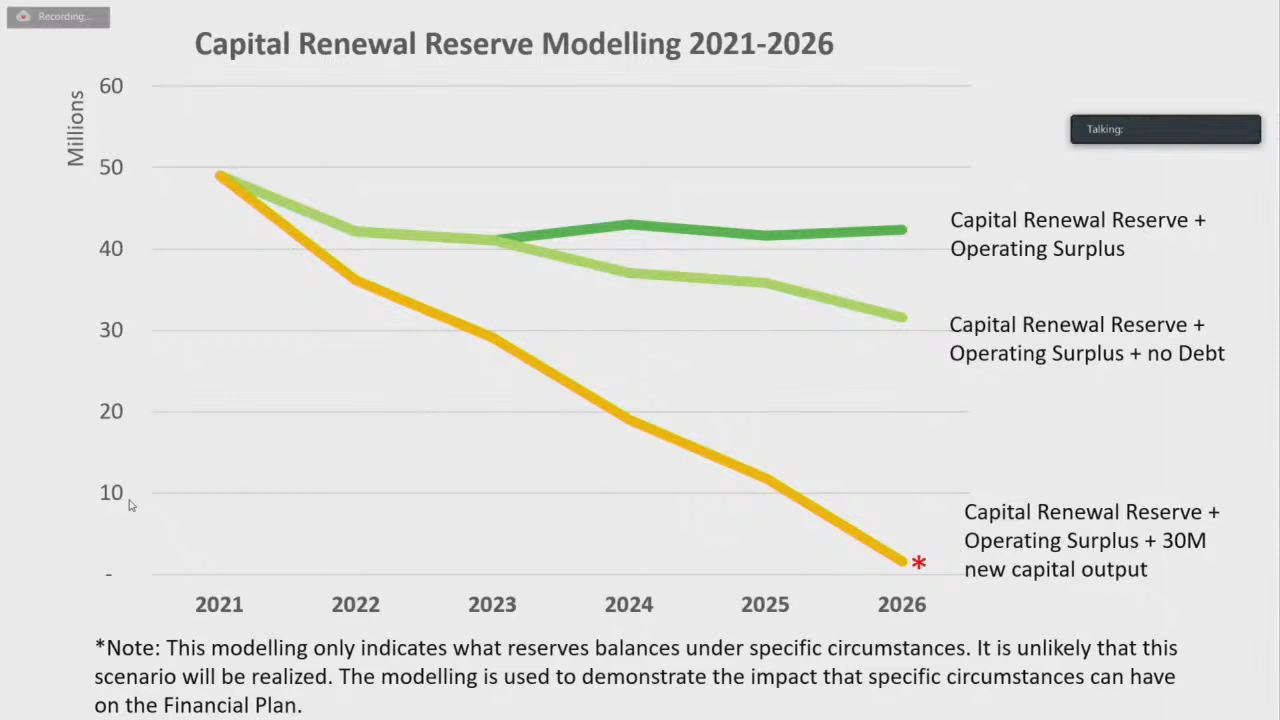 Recording...
Capital Renewal Reserve Modelling 2021-2026
Millions
60
50
40
30
20
10
-
Talking:
Capital Renewal Reserve +
Operating Surplus
Capital Renewal Reserve +
Operating Surplus + no Debt
Capital Renewal Reserve +
Operating Surplus + 30M
new capital output
*
2021 2022 2023 2024 2025 2026
*Note: This modelling only indicates what reserves balances under specific circumstances. It is unlikely that this
scenario will be realized. The modelling is used to demonstrate the impact that specific circumstances can have
on the Financial Plan.